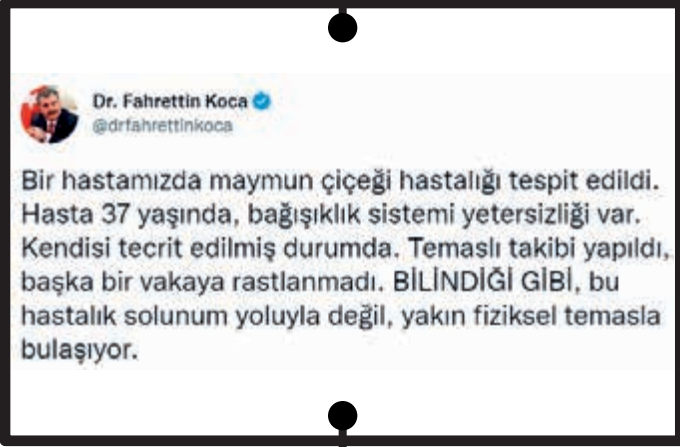 Dr. Fahrettin Koca
@drfahrettinkoca
Bir hastamızda maymun çiçeği hastalığı tespit edildi.
Hasta 37 yaşında, bağışıklık sistemi yetersizliği var.
Kendisi tecrit edilmiş durumda. Temaslı takibi yapıldı,
başka bir vakaya rastlanmadı. BİLİNDİĞİ GİBİ, bu
hastalık solunum yoluyla değil, yakın fiziksel temasla
bulaşıyor.